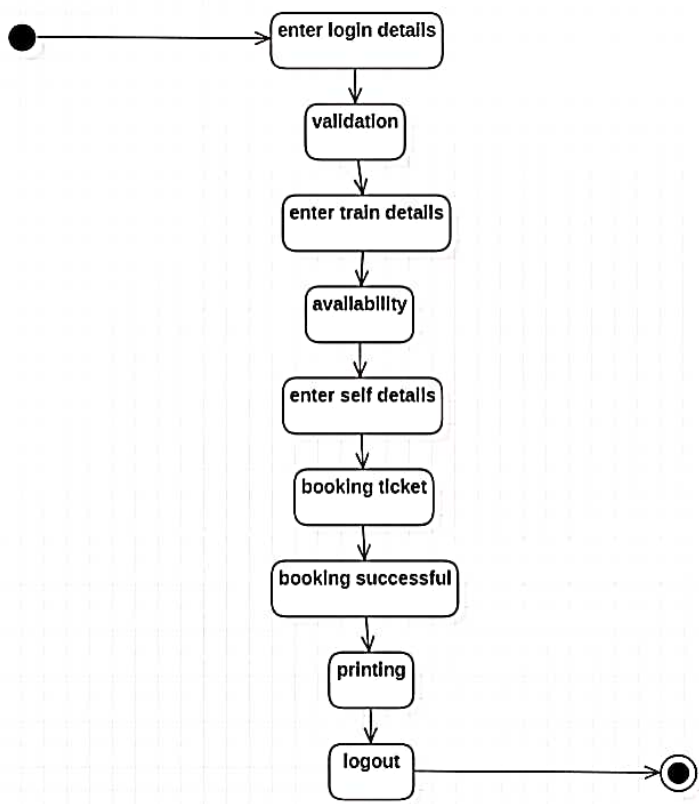 enter login details
validation
enter train details
availability
enter self details
booking ticket
booking successful
printing
logout